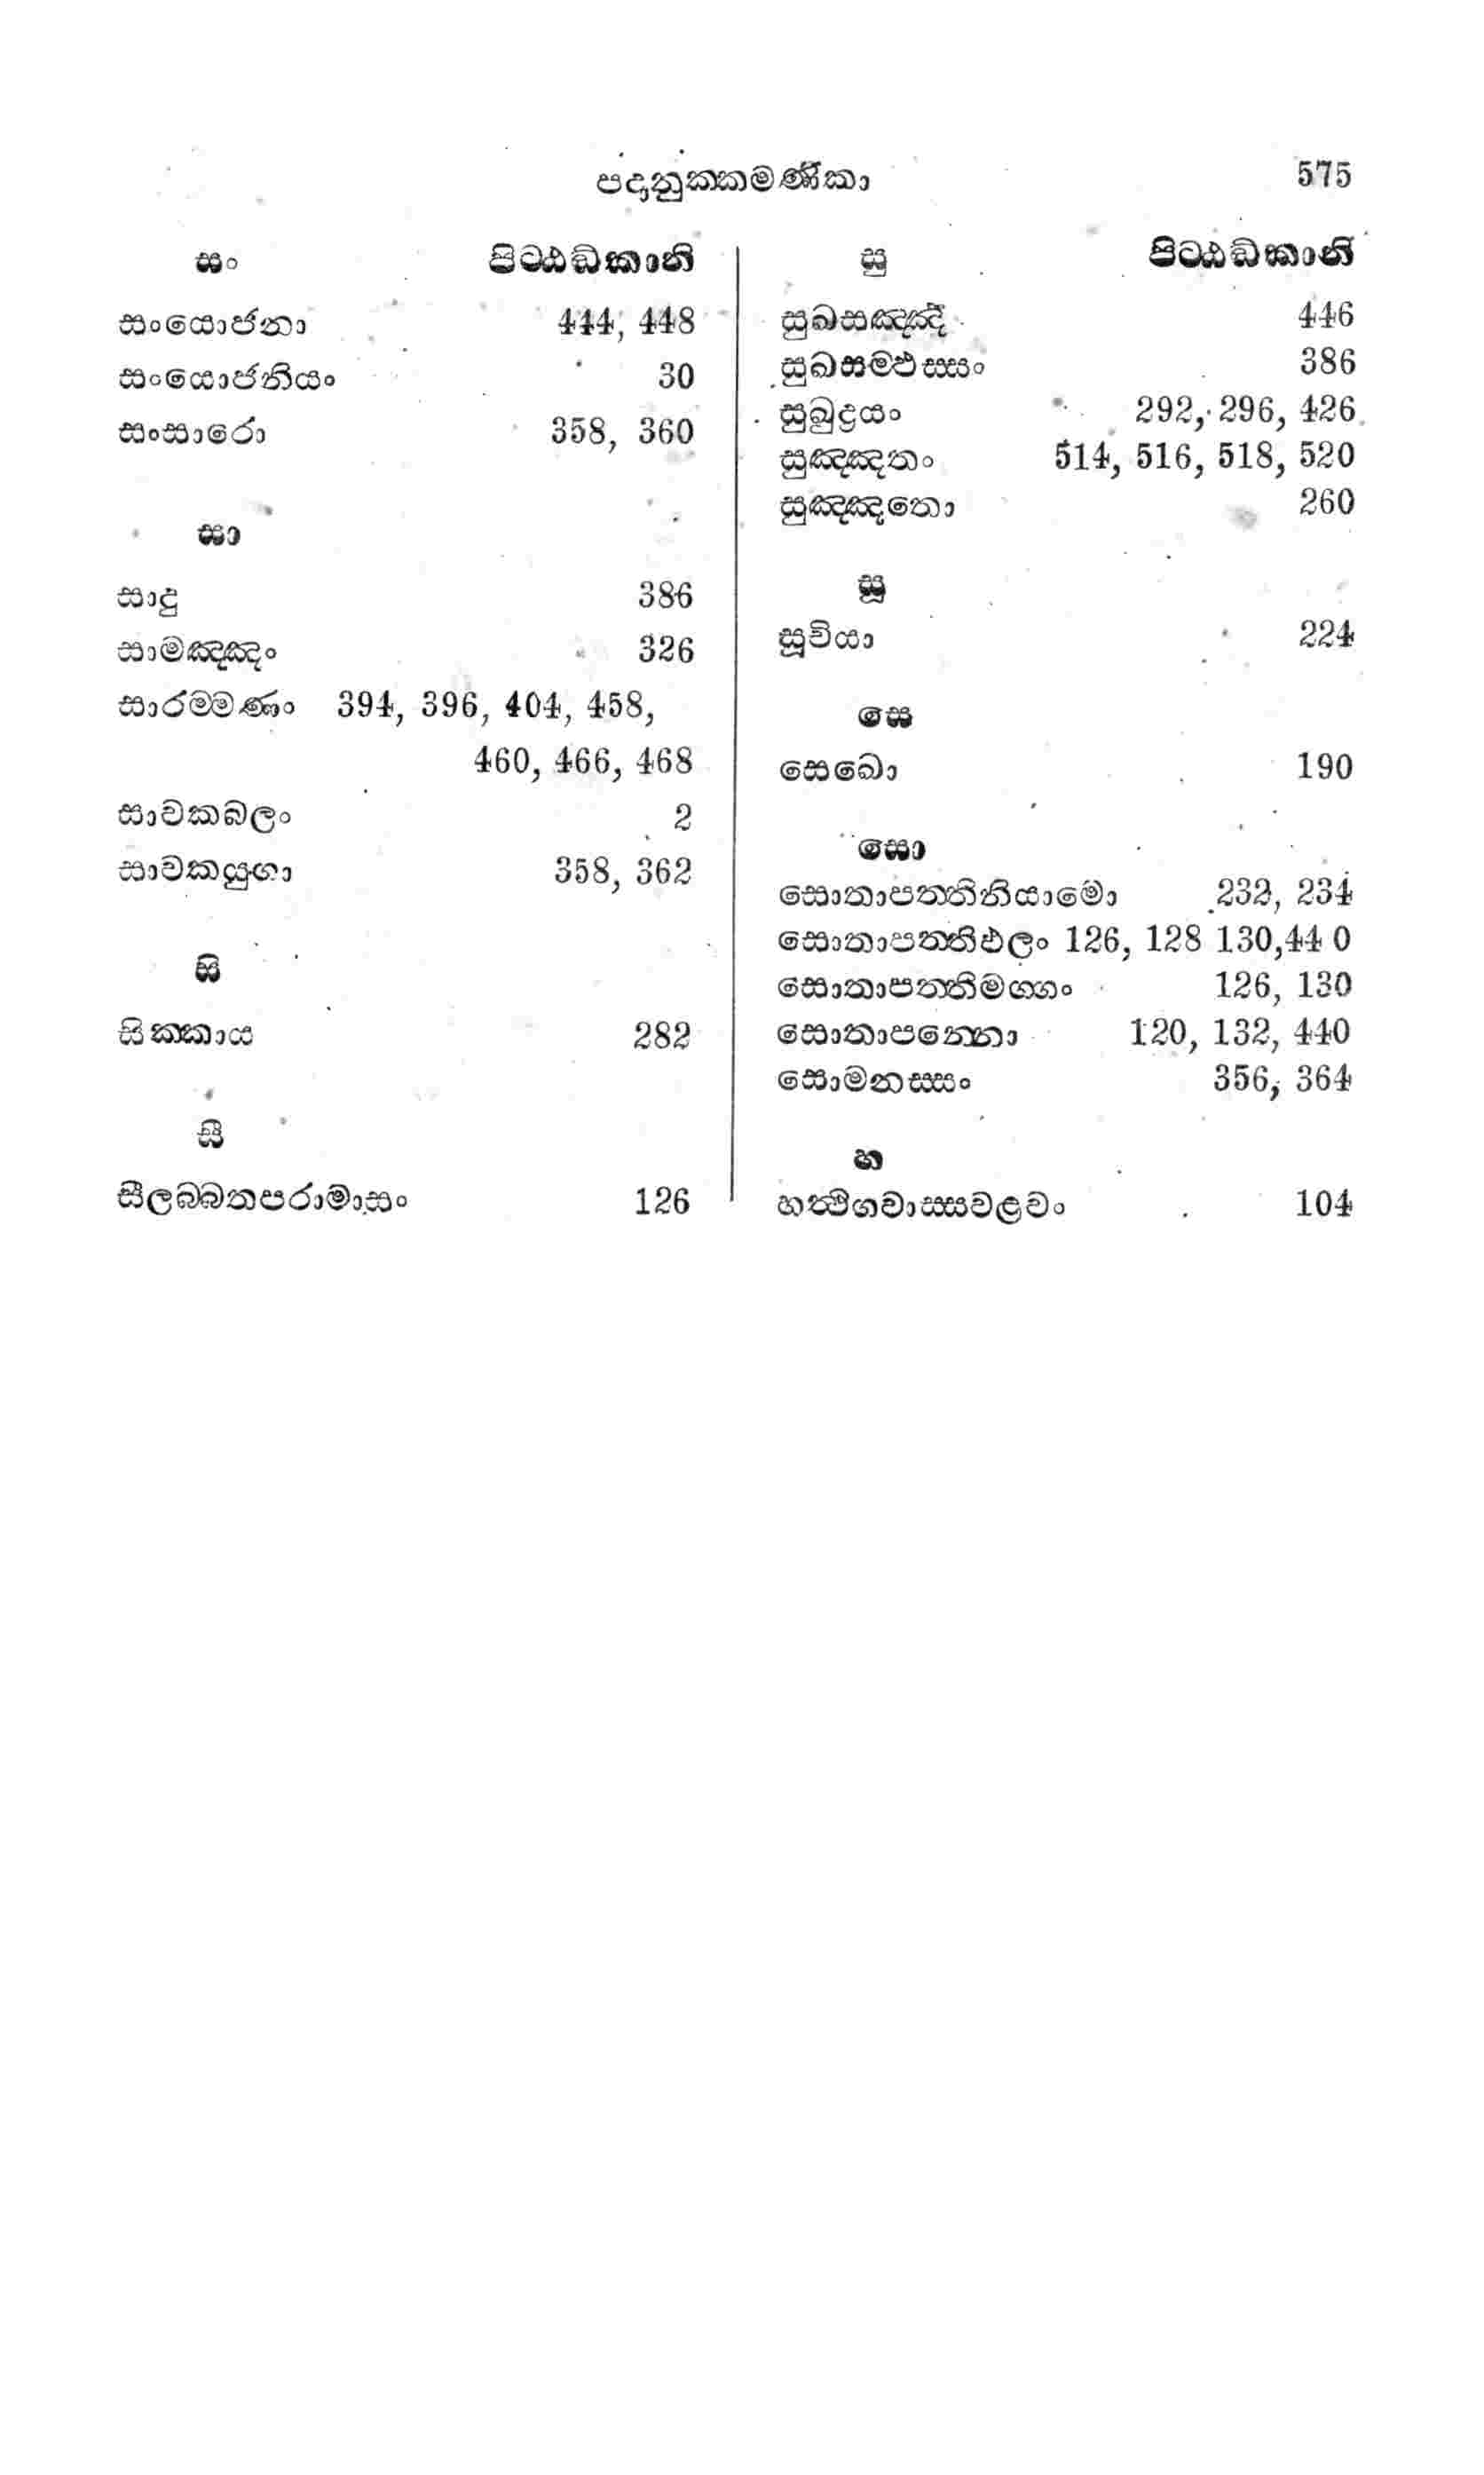 පදානුක්කමණිකා 575
සං පිට්ඨඞ්කානි
සංයොජනා 444, 448
සංයොජනියං 30
සංසාරො 358, 360
සා
සාදු 386
සාමඤ්ඤං 326
සාරම්මණං 394, 396, 404, 458,
460, 466, 468
සාවකබලං 2
සාවකයුගා 358, 362
සි
සික්කාය 282
සී
සීලබ්බතපරාමාසං 126
සු පිට්ඨඞ්කානි
සුඛසඤ්ඤී 446
සුඛසම්ඵස්සං 386
සුඛුද්‍රයං 292, 296, 426
සුඤ්ඤතං 514, 516, 518, 520
සුඤ්ඤතො 260
සූ
සූචියා 224
සෙ
සෙඛො 190
සො
සොතාපත්තිනියාමො 232, 234
සොතාපත්තිඵලං 126, 128 130,44 0
සොතාපත්තිමග්ගං 126, 130
සොතාපන්නො 120, 132, 440
සොමනස්සං 356, 364
හ
හත්ථිගවාස්සවළවං 104